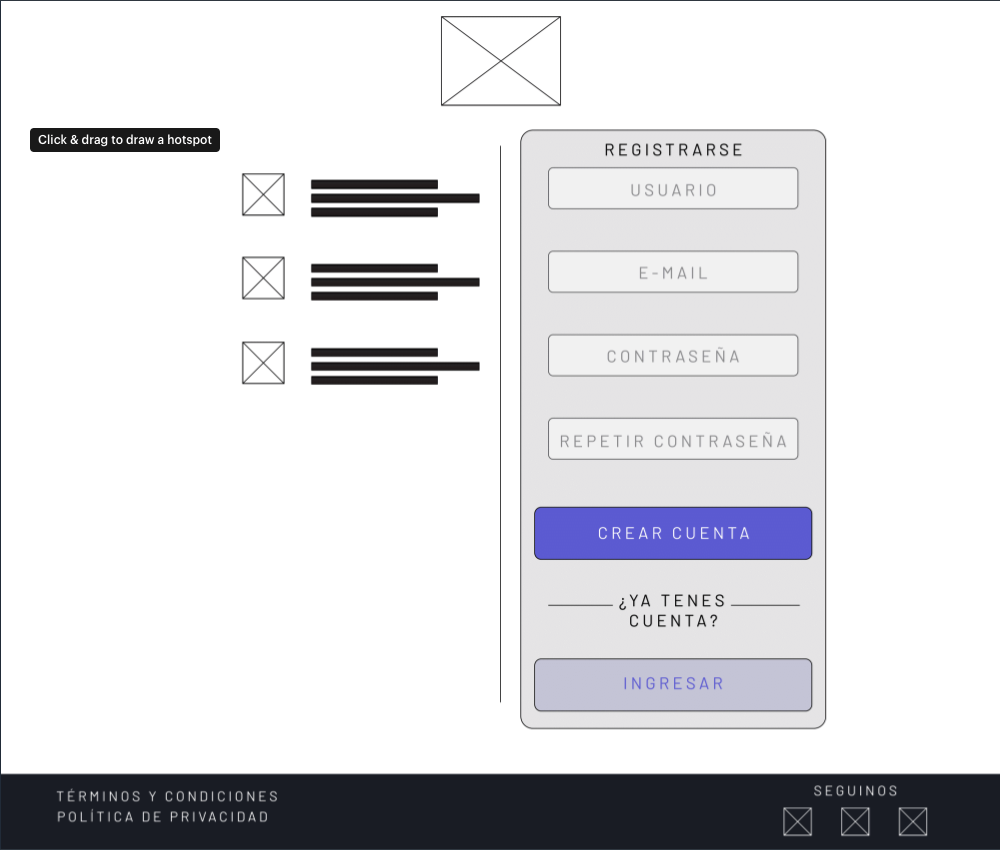 Click & drag to draw a hotspot
REGISTRARSE
USUARIO
E-MAIL
CONTRASEÑA
REPETIR CONTRASEÑA
CREAR CUENTA
¿YA TENES
CUENTA?
INGRESAR
TÉRMINOS Y CONDICIONES
POLÍTICA DE PRIVACIDAD
SEGUINOS